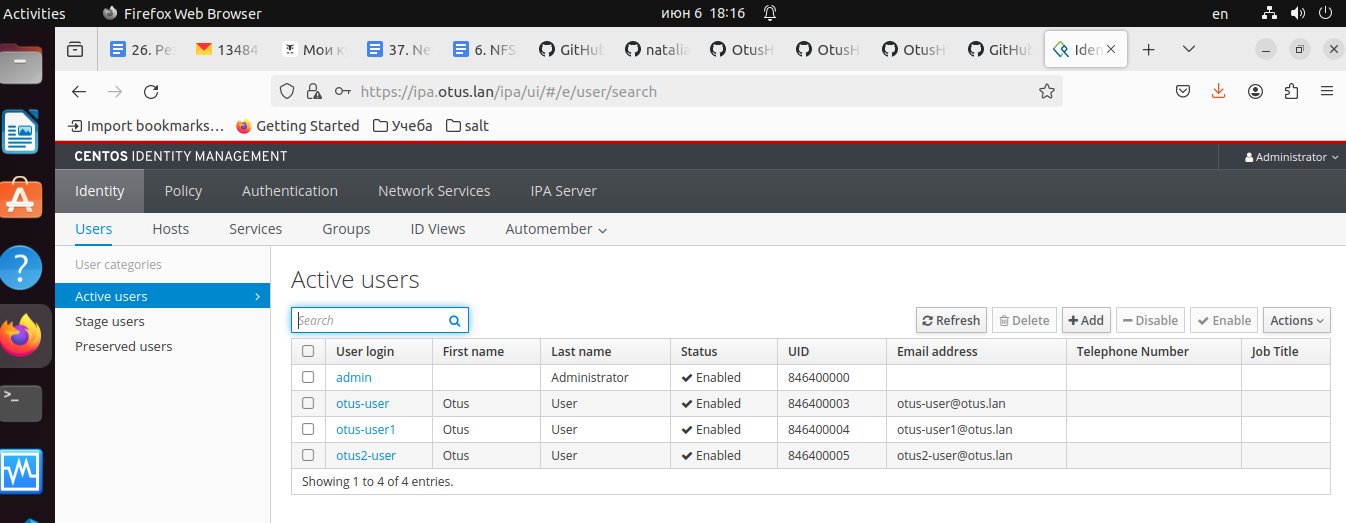 Activities Firefox Web Browser июн 6 18:16 en
26. Ре 13484 Мои к 37. Ne 6. NFS GitHub natalia OtusH OtusH OtusH GitHub Iden
https://ipa.otus.lan/ipa/ui/#/e/user/search
Import bookmarks... Getting Started Учеба salt
CENTOS IDENTITY MANAGEMENT Administrator
Identity Policy Authentication Network Services IPA Server
Users Hosts Services Groups ID Views Automember
User categories
Active users
Stage users
Preserved users
Active users
Search Refresh Delete Add Disable Enable Actions
User login First name Last name Status UID Email address Telephone Number Job Title
admin Administrator Enabled 846400000
otus-user Otus User Enabled 846400003 otus-user@otus.lan
otus-user1 Otus User Enabled 846400004 otus-user1@otus.lan
otus2-user Otus User Enabled 846400005 otus2-user@otus.lan
Showing 1 to 4 of 4 entries.